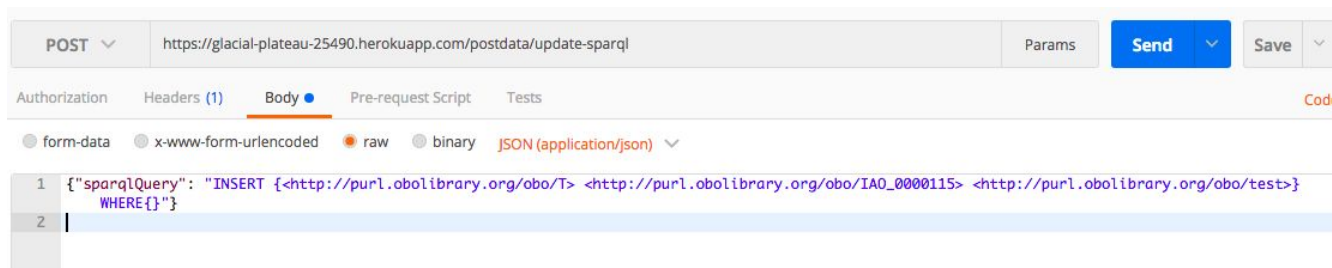 POST https://glacial-plateau-25490.herokuapp.com/postdata/update-sparql Params Send Save
Authorization Headers (1) Body Pre-request Script Tests Code
form-data x-www-form-urlencoded raw binary JSON (application/json)
1 {"sparqlQuery": "INSERT {<http://purl.obolibrary.org/obo/T> <http://purl.obolibrary.org/obo/IAO_0000115> <http://purl.obolibrary.org/obo/test>}
WHERE{}"}
2